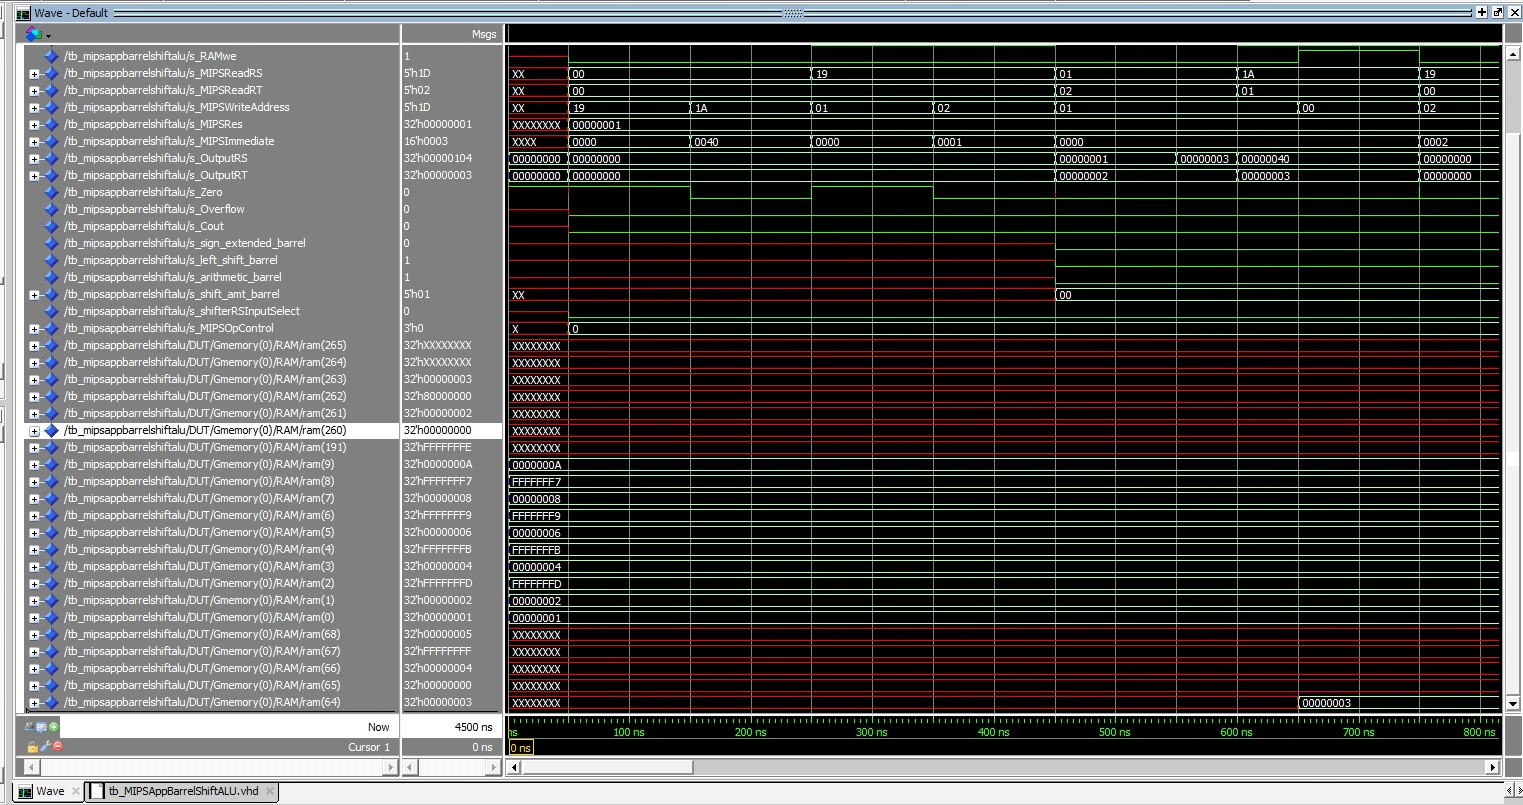 Wave - Default
Msgs
/tb_mipsappbarrelshiftalu/s_RAMwe 1
/tb_mipsappbarrelshiftalu/s_MIPSReadRS 5'h1D XX 00 19 01 1A 19
/tb_mipsappbarrelshiftalu/s_MIPSReadRT 5'h02 XX 00 02 01 00
/tb_mipsappbarrelshiftalu/s_MIPSWriteAddress 5'h1D XX 19 1A 01 02 01 00 02
/tb_mipsappbarrelshiftalu/s_MIPSRes 32'h00000001 XXXXXXXX 00000001
/tb_mipsappbarrelshiftalu/s_MIPSImmediate 16'h0003 XXXX 0000 0040 0000 0001 0000 0002
/tb_mipsappbarrelshiftalu/s_OutputRS 32'h00000104 00000000 00000000 00000001 00000003 00000040 00000000
/tb_mipsappbarrelshiftalu/s_OutputRT 32'h00000003 00000000 00000000 00000002 00000003 00000000
/tb_mipsappbarrelshiftalu/s_Zero 0
/tb_mipsappbarrelshiftalu/s_Overflow 0
/tb_mipsappbarrelshiftalu/s_Cout 0
/tb_mipsappbarrelshiftalu/s_sign_extended_barrel 0
/tb_mipsappbarrelshiftalu/s_left_shift_barrel 1
/tb_mipsappbarrelshiftalu/s_arithmetic_barrel 1
/tb_mipsappbarrelshiftalu/s_shift_amt_barrel 5'h01 XX 00
/tb_mipsappbarrelshiftalu/s_shifterRSInputSelect 0
/tb_mipsappbarrelshiftalu/s_MIPSOpControl 3'h0 X 0
/tb_mipsappbarrelshiftalu/DUT/Gmemory(0)/RAM/ram(265) 32'hXXXXXXXX XXXXXXXX
/tb_mipsappbarrelshiftalu/DUT/Gmemory(0)/RAM/ram(264) 32'hXXXXXXXX XXXXXXXX
/tb_mipsappbarrelshiftalu/DUT/Gmemory(0)/RAM/ram(263) 32'h00000003 XXXXXXXX
/tb_mipsappbarrelshiftalu/DUT/Gmemory(0)/RAM/ram(262) 32'h80000000 XXXXXXXX
/tb_mipsappbarrelshiftalu/DUT/Gmemory(0)/RAM/ram(261) 32'h00000002 XXXXXXXX
/tb_mipsappbarrelshiftalu/DUT/Gmemory(0)/RAM/ram(260) 32'h00000000 XXXXXXXX
/tb_mipsappbarrelshiftalu/DUT/Gmemory(0)/RAM/ram(191) 32'hFFFFFFFE XXXXXXXX
/tb_mipsappbarrelshiftalu/DUT/Gmemory(0)/RAM/ram(9) 32'h0000000A 0000000A
/tb_mipsappbarrelshiftalu/DUT/Gmemory(0)/RAM/ram(8) 32'hFFFFFFF7 FFFFFFF7
/tb_mipsappbarrelshiftalu/DUT/Gmemory(0)/RAM/ram(7) 32'h00000008 00000008
/tb_mipsappbarrelshiftalu/DUT/Gmemory(0)/RAM/ram(6) 32'hFFFFFFF9 FFFFFFF9
/tb_mipsappbarrelshiftalu/DUT/Gmemory(0)/RAM/ram(5) 32'h00000006 00000006
/tb_mipsappbarrelshiftalu/DUT/Gmemory(0)/RAM/ram(4) 32'hFFFFFFFB FFFFFFFB
/tb_mipsappbarrelshiftalu/DUT/Gmemory(0)/RAM/ram(3) 32'h00000004 00000004
/tb_mipsappbarrelshiftalu/DUT/Gmemory(0)/RAM/ram(2) 32'hFFFFFFFD FFFFFFFD
/tb_mipsappbarrelshiftalu/DUT/Gmemory(0)/RAM/ram(1) 32'h00000002 00000002
/tb_mipsappbarrelshiftalu/DUT/Gmemory(0)/RAM/ram(0) 32'h00000001 00000001
/tb_mipsappbarrelshiftalu/DUT/Gmemory(0)/RAM/ram(68) 32'h00000005 XXXXXXXX
/tb_mipsappbarrelshiftalu/DUT/Gmemory(0)/RAM/ram(67) 32'hFFFFFFFF XXXXXXXX
/tb_mipsappbarrelshiftalu/DUT/Gmemory(0)/RAM/ram(66) 32'h00000004 XXXXXXXX
/tb_mipsappbarrelshiftalu/DUT/Gmemory(0)/RAM/ram(65) 32'h00000000 XXXXXXXX
/tb_mipsappbarrelshiftalu/DUT/Gmemory(0)/RAM/ram(64) 32'h00000003 XXXXXXXX 00000003
Now 4500 ns ns 100 ns 200 ns 300 ns 400 ns 500 ns 600 ns 700 ns 800 ns
Cursor 1 0 ns 0 ns
Wave tb_MIPSAppBarrelShiftALU.vhd